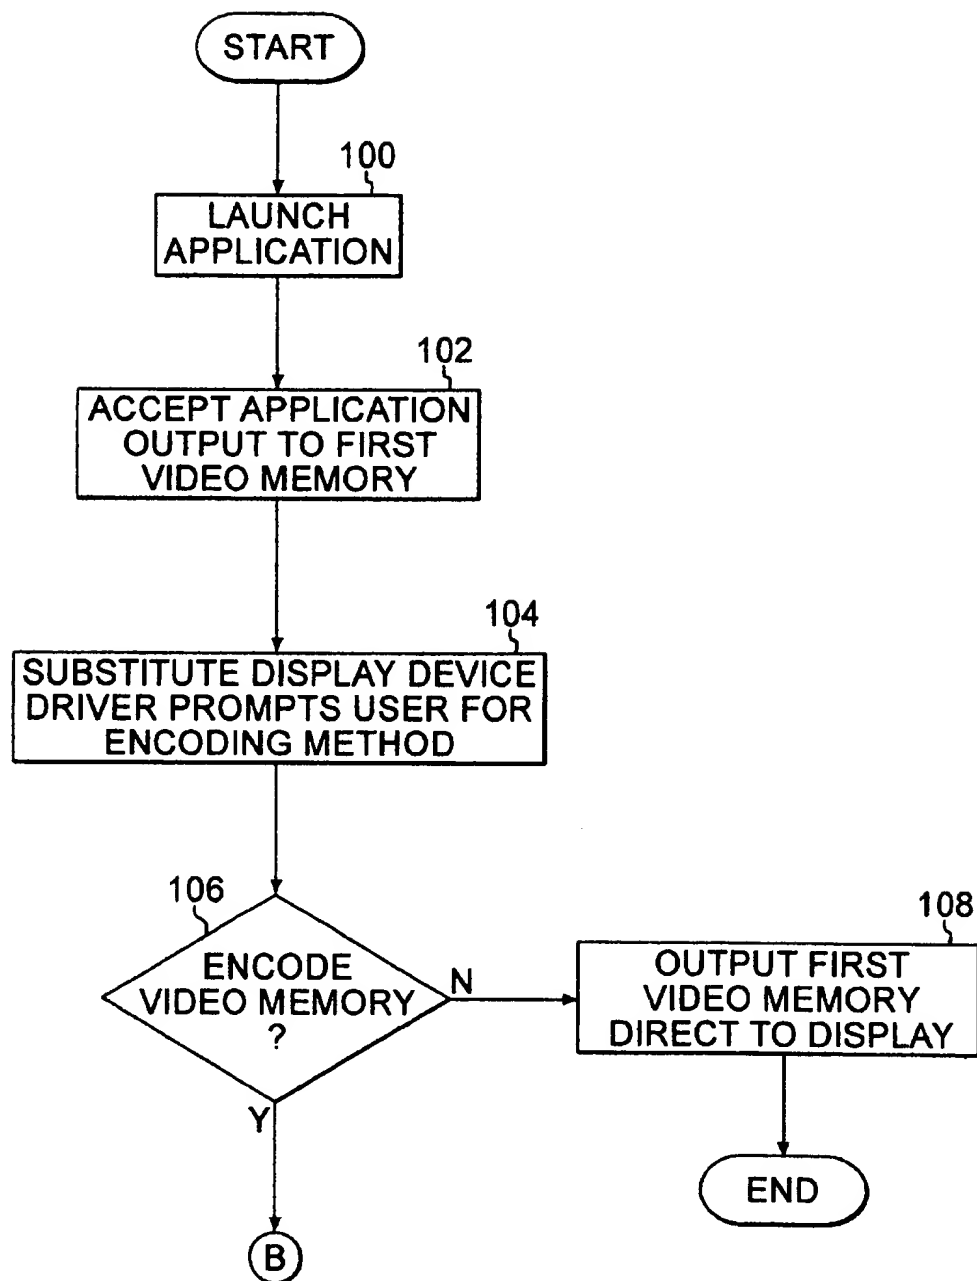 START
100
LAUNCH
APPLICATION
102
ACCEPT APPLICATION
OUTPUT TO FIRST
VIDEO MEMORY
104
SUBSTITUTE DISPLAY DEVICE
DRIVER PROMPTS USER FOR
ENCODING METHOD
106
ENCODE
VIDEO MEMORY
?
N
Y
108
OUTPUT FIRST
VIDEO MEMORY
DIRECT TO DISPLAY
END
B